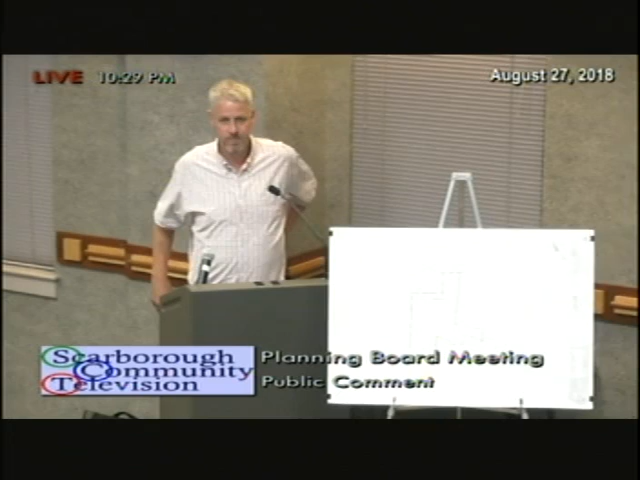 LIVE 10:29 PM
August 27, 2018
Scarborough
Community
Television
Planning Board Meeting
Public Comment